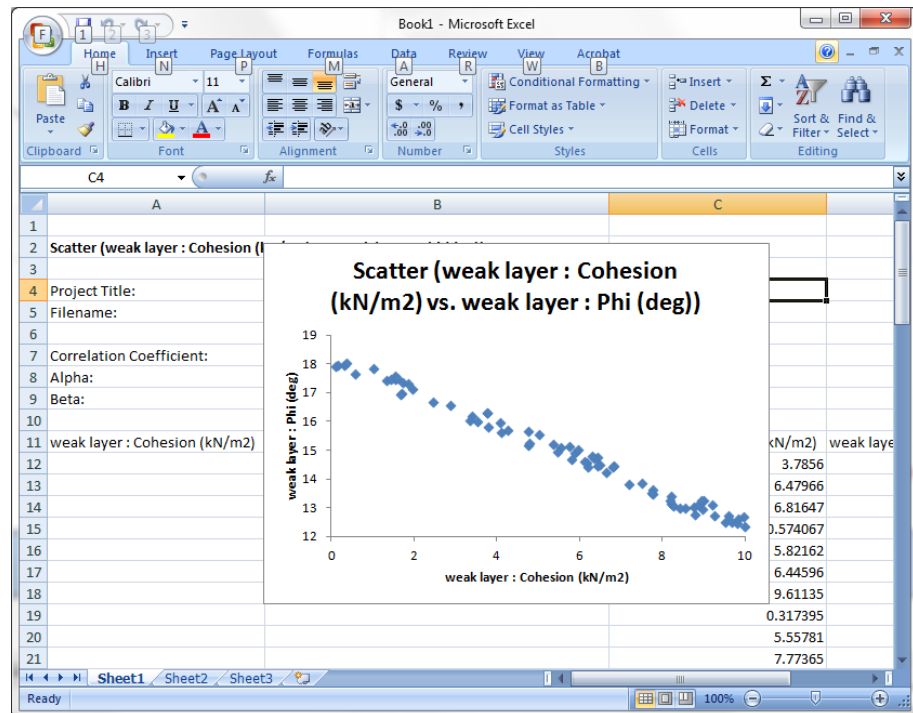 Book1 - Microsoft Excel
F 1 2 3
Home Insert Page Layout Formulas Data Review View Acrobat
H N P M A R W B
Paste
Calibri 11
General
Conditional Formatting
Insert
Σ
B I U A A
$ % ,
Format as Table
Delete
Sort & Filter
Find & Select
A
.0 .00 .00 .0
Cell Styles
Format
Clipboard Font Alignment Number Styles Cells Editing
C4 fx
A B C
1
2 Scatter (weak layer : Cohesion (
3
4 Project Title:
5 Filename:
6
7 Correlation Coefficient:
8 Alpha:
9 Beta:
10
11 weak layer : Cohesion (kN/m2) kN/m2) weak laye
12 3.7856
13 6.47966
14 6.81647
15 0.574067
16 5.82162
17 6.44596
18 9.61135
19 0.317395
20 5.55781
21 7.77365
Scatter (weak layer : Cohesion
(kN/m2) vs. weak layer : Phi (deg))
weak layer : Phi (deg)
19
18
17
16
15
14
13
12
0 2 4 6 8 10
weak layer : Cohesion (kN/m2)
Sheet1 Sheet2 Sheet3
Ready 100%